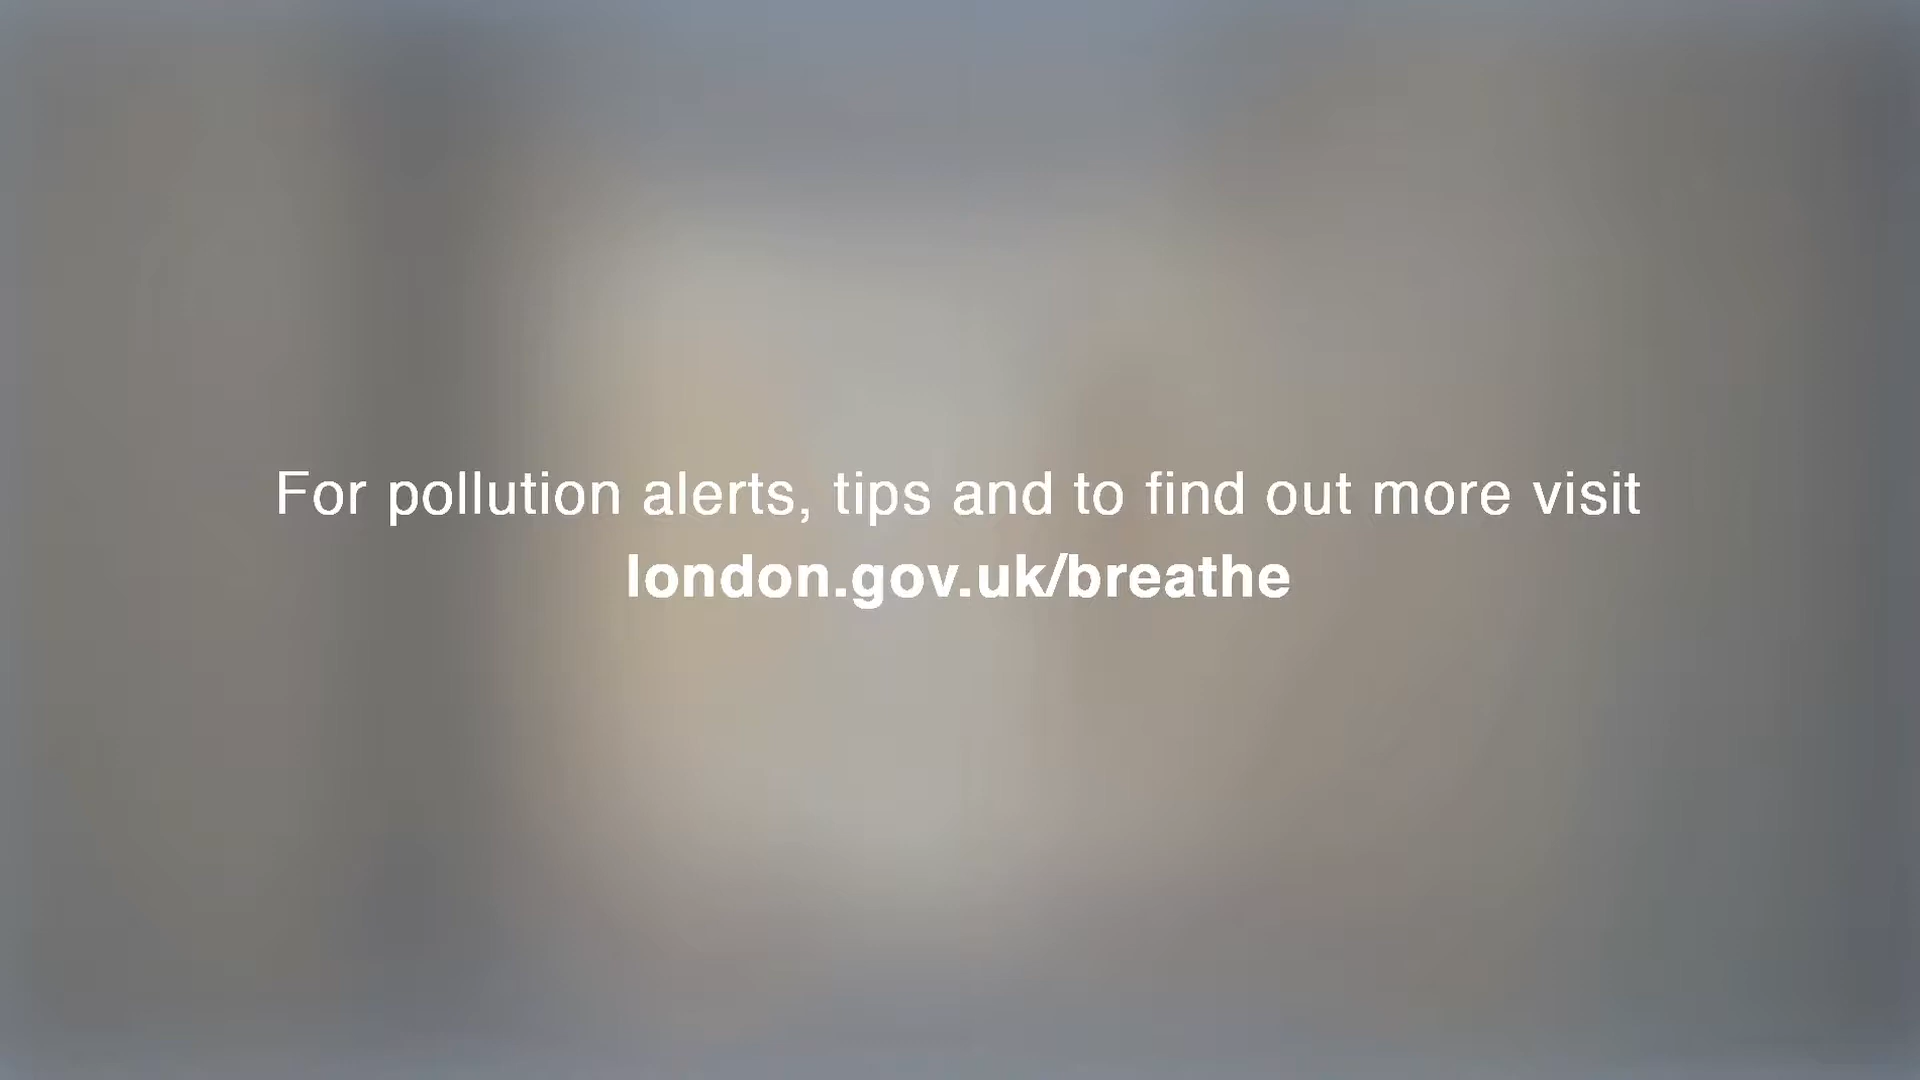 For pollution alerts, tips and to find out more visit
london.gov.uk/breathe